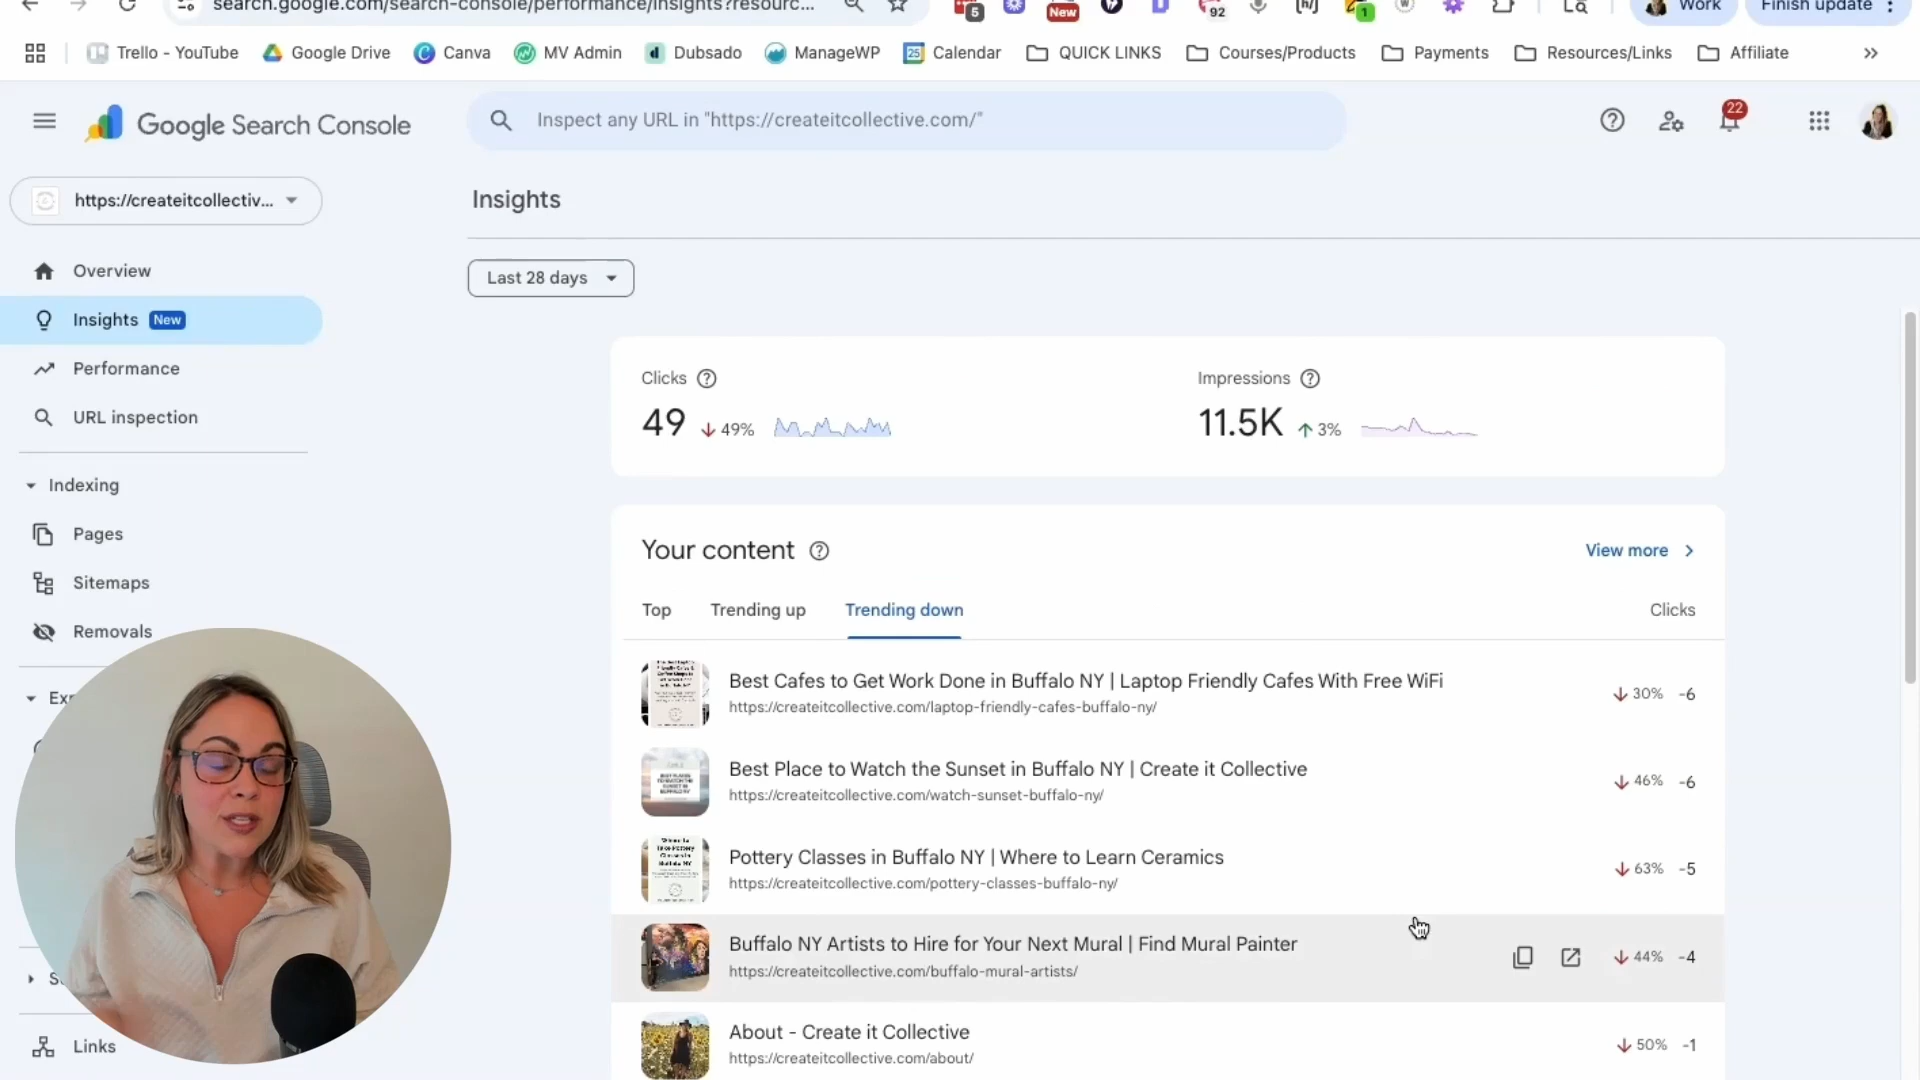 search.google.com/search-console/performance/insights?resourc...
5
New
92
1
Work
Finish update
Trello - YouTube
Google Drive
Canva
MV Admin
Dubsado
ManageWP
25
Calendar
QUICK LINKS
Courses/Products
Payments
Resources/Links
Affiliate
Google Search Console
Inspect any URL in "https://createitcollective.com/"
22
https://createitcollectiv...
Insights
Overview
Last 28 days
Insights New
Performance
Clicks
Impressions
URL inspection
49
49%
11.5K
3%
Indexing
Pages
Your content
View more
Sitemaps
Top
Trending up
Trending down
Clicks
Removals
Best Cafes to Get Work Done in Buffalo NY | Laptop Friendly Cafes With Free WiFi
https://createitcollective.com/laptop-friendly-cafes-buffalo-ny/
30% -6
Best Place to Watch the Sunset in Buffalo NY | Create it Collective
https://createitcollective.com/watch-sunset-buffalo-ny/
46% -6
Pottery Classes in Buffalo NY | Where to Learn Ceramics
https://createitcollective.com/pottery-classes-buffalo-ny/
63% -5
Buffalo NY Artists to Hire for Your Next Mural | Find Mural Painter
https://createitcollective.com/buffalo-mural-artists/
44% -4
About - Create it Collective
https://createitcollective.com/about/
50% -1
Links